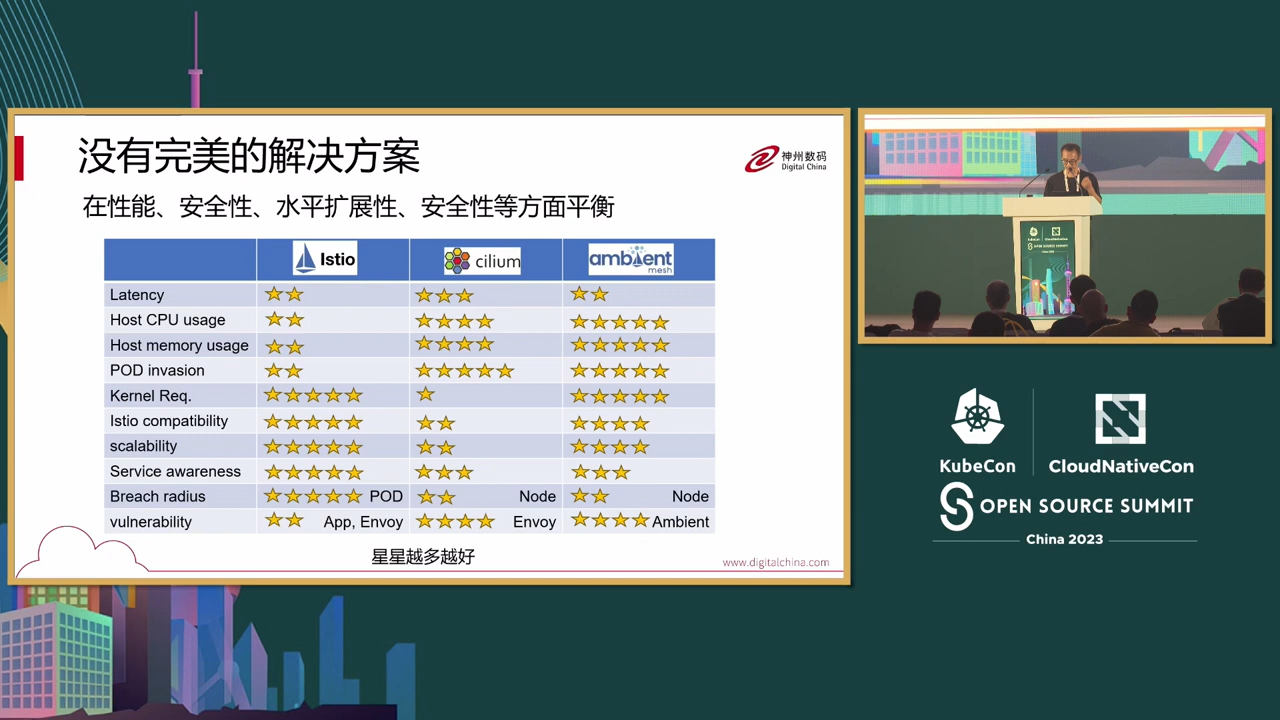 没有完美的解决方案
神州数码
Digital China
在性能、安全性、水平扩展性、安全性等方面平衡
Istio cilium ambient mesh
Latency
Host CPU usage
Host memory usage
POD invasion
Kernel Req.
Istio compatibility
scalability
Service awareness
Breach radius POD Node Node
vulnerability App, Envoy Envoy Ambient
星星越多越好
www.digitalchina.com
KubeCon CloudNativeCon
OPEN SOURCE SUMMIT
China 2023